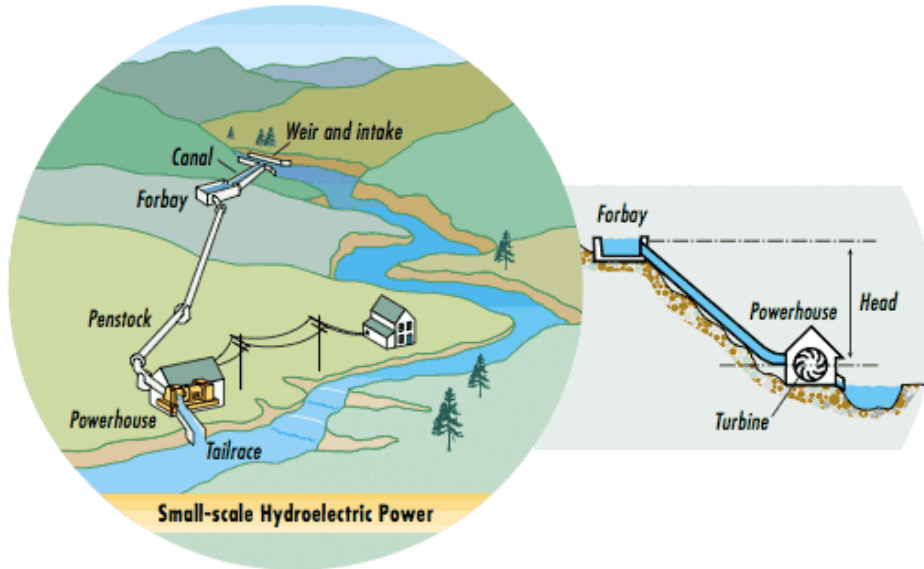 Weir and intake
Canal
Forbay
Penstock
Powerhouse
Tailrace
Small-scale Hydroelectric Power
Forbay
Powerhouse
Head
Turbine